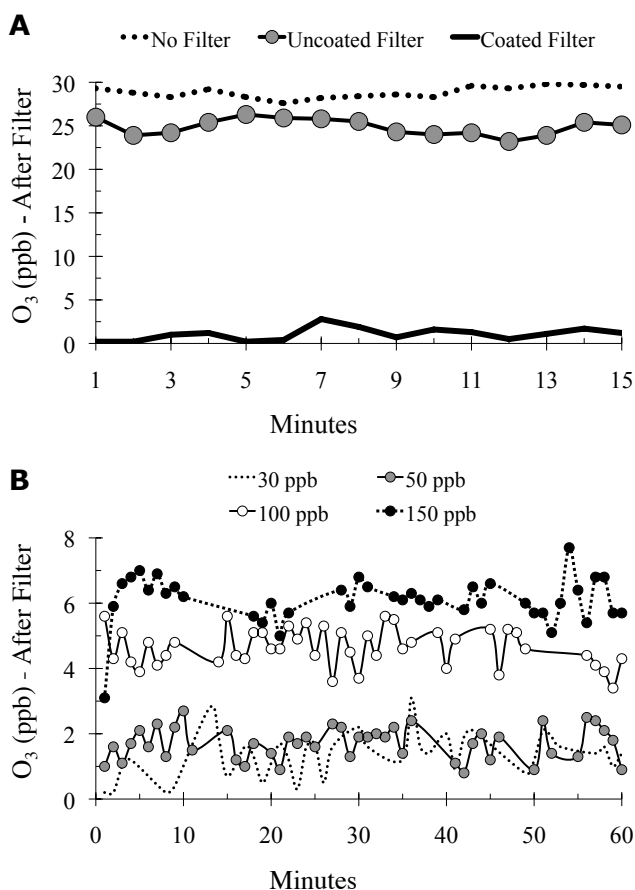 A
No Filter Uncoated Filter Coated Filter
30
25
20
15
10
5
0
O3 (ppb) - After Filter
1 3 5 7 9 11 13 15
Minutes
B
30 ppb 50 ppb
100 ppb 150 ppb
8
6
4
2
0
O3 (ppb) - After Filter
0 10 20 30 40 50 60
Minutes